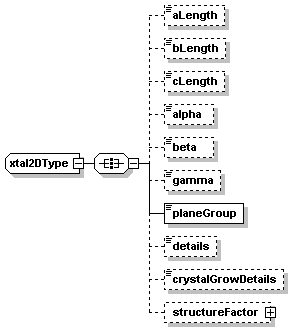 aLength
bLength
cLength
alpha
beta
xtal2DType
gamma
planeGroup
details
crystalGrowDetails
structureFactor